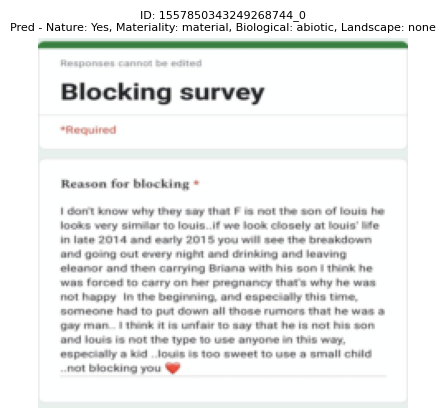 ID: 1557850343249268744_0
Pred - Nature: Yes, Materiality: material, Biological: abiotic, Landscape: none
Responses cannot be edited
Blocking survey
*Required
Reason for blocking *
I don't know why they say that F is not the son of louis he
looks very similar to louis..if we look closely at louis' life
in late 2014 and early 2015 you will see the breakdown
and going out every night and drinking and leaving
eleanor and then carrying Briana with his son I think he
was forced to carry on her pregnancy that's why he was
not happy In the beginning, and especially this time,
someone had to put down all those rumors that he was a
gay man.. I think it is unfair to say that he is not his son
and louis is not the type to use anyone in this way,
especially a kid ..louis is too sweet to use a small child
..not blocking you ❤️